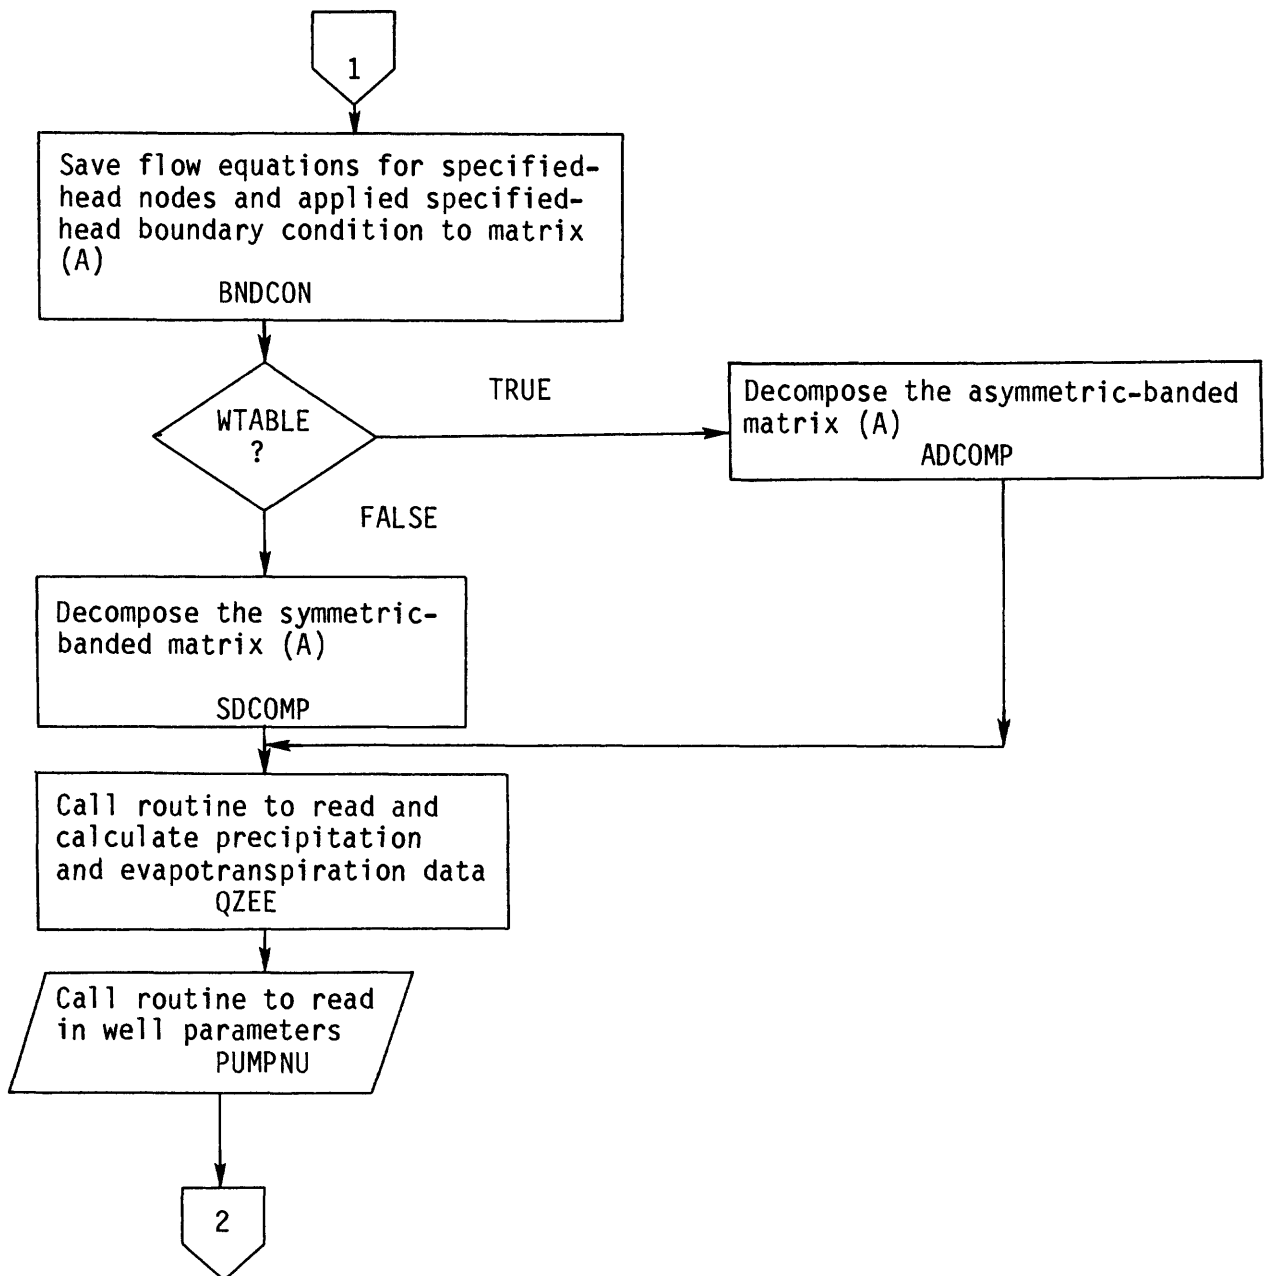 1
Save flow equations for specified-
head nodes and applied specified-
head boundary condition to matrix
(A)
BNDCON
WTABLE
?
TRUE
Decompose the asymmetric-banded
matrix (A)
ADCOMP
FALSE
Decompose the symmetric-
banded matrix (A)
SDCOMP
Call routine to read and
calculate precipitation
and evapotranspiration data
QZEE
Call routine to read
in well parameters
PUMPNU
2